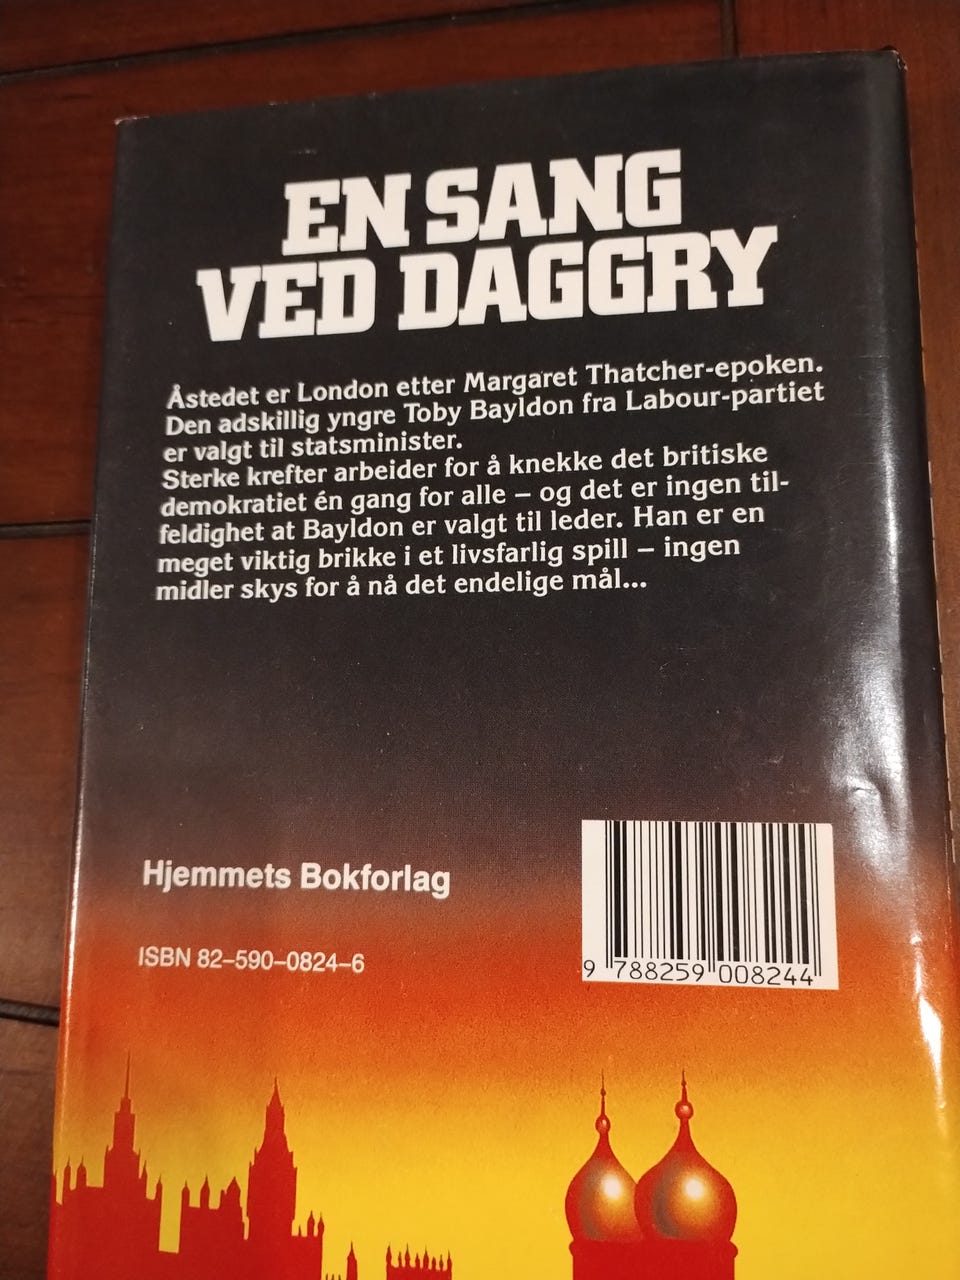 EN SANG
VED DAGGRY
Åstedet er London etter Margaret Thatcher-epoken.
Den adskillig yngre Toby Bayldon fra Labour-partiet
er valgt til statsminister.
Sterke krefter arbeider for å knekke det britiske
demokratiet én gang for alle – og det er ingen til-
feldighet at Bayldon er valgt til leder. Han er en
meget viktig brikke i et livsfarlig spill – ingen
midler skys for å nå det endelige mål...
Hjemmets Bokforlag
ISBN 82–590–0824–6
9 788259 008244